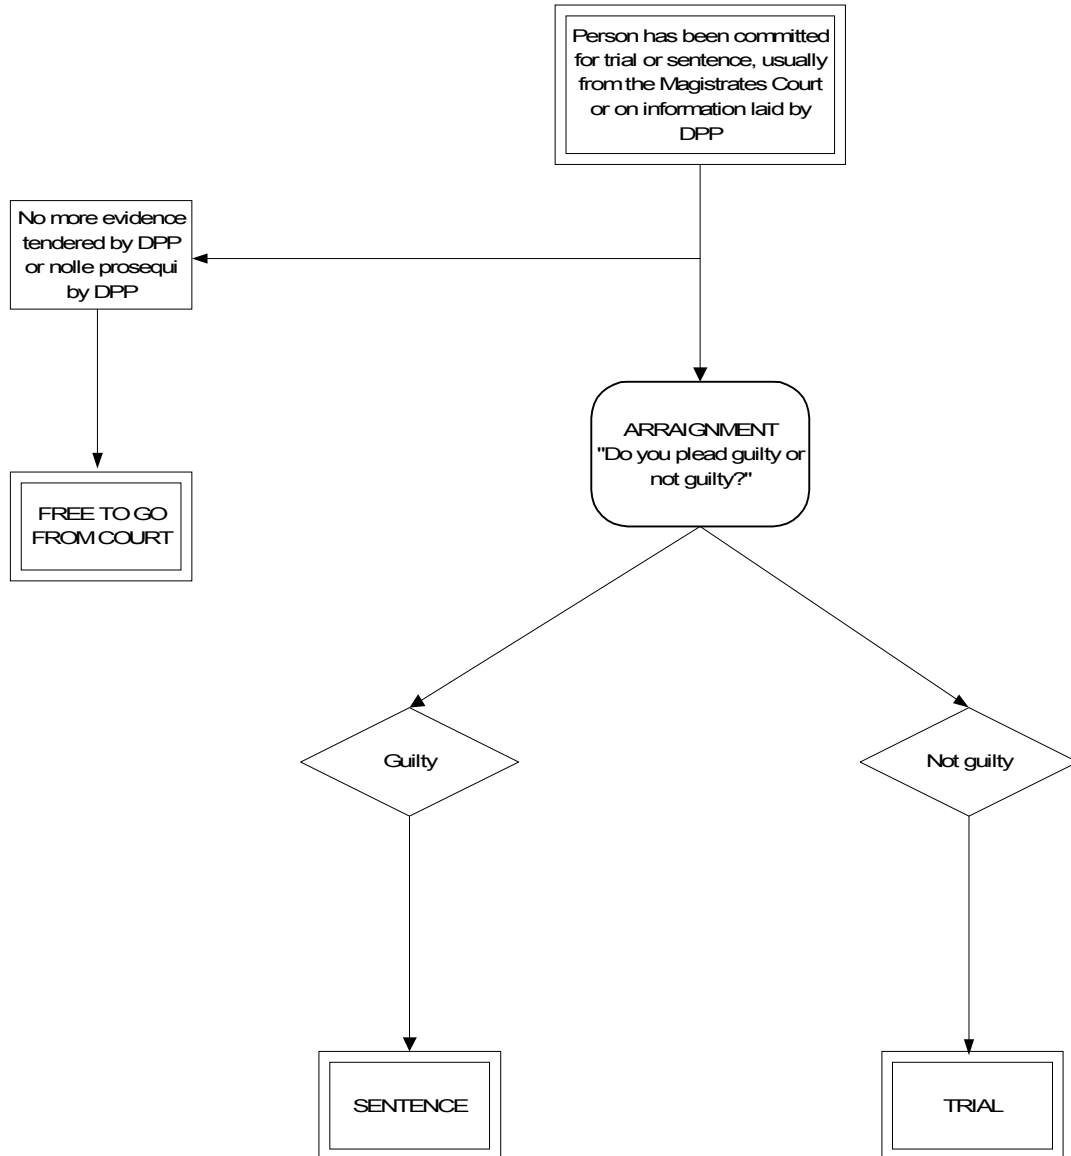 Person has been committed
for trial or sentence, usually
from the Magistrates Court
or on information laid by
DPP
No more evidence
tendered by DPP
or nolle prosequi
by DPP
ARRAIGNMENT
"Do you plead guilty or
not guilty?"
FREE TO GO
FROM COURT
Guilty
Not guilty
SENTENCE
TRIAL